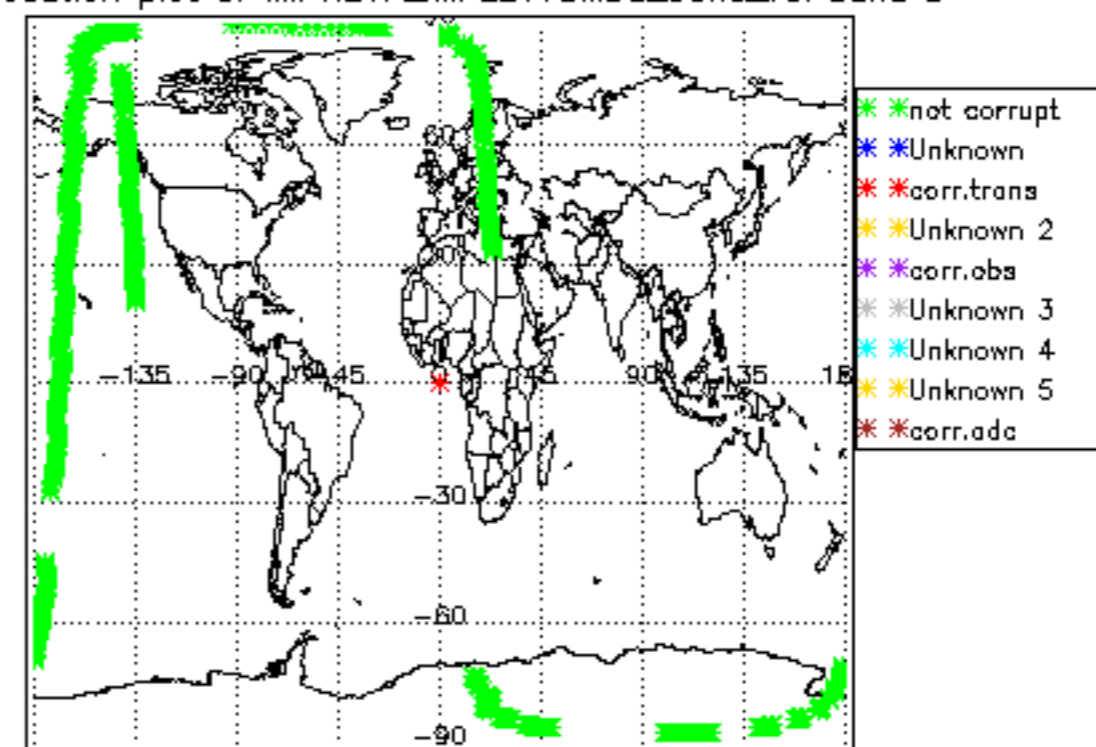 60
30
-135
-90
-45
45
90
135
-30
-60
-90
not corrupt
Unknown
corr.trans
Unknown 2
corr.obs
Unknown 3
Unknown 4
Unknown 5
corr.adc